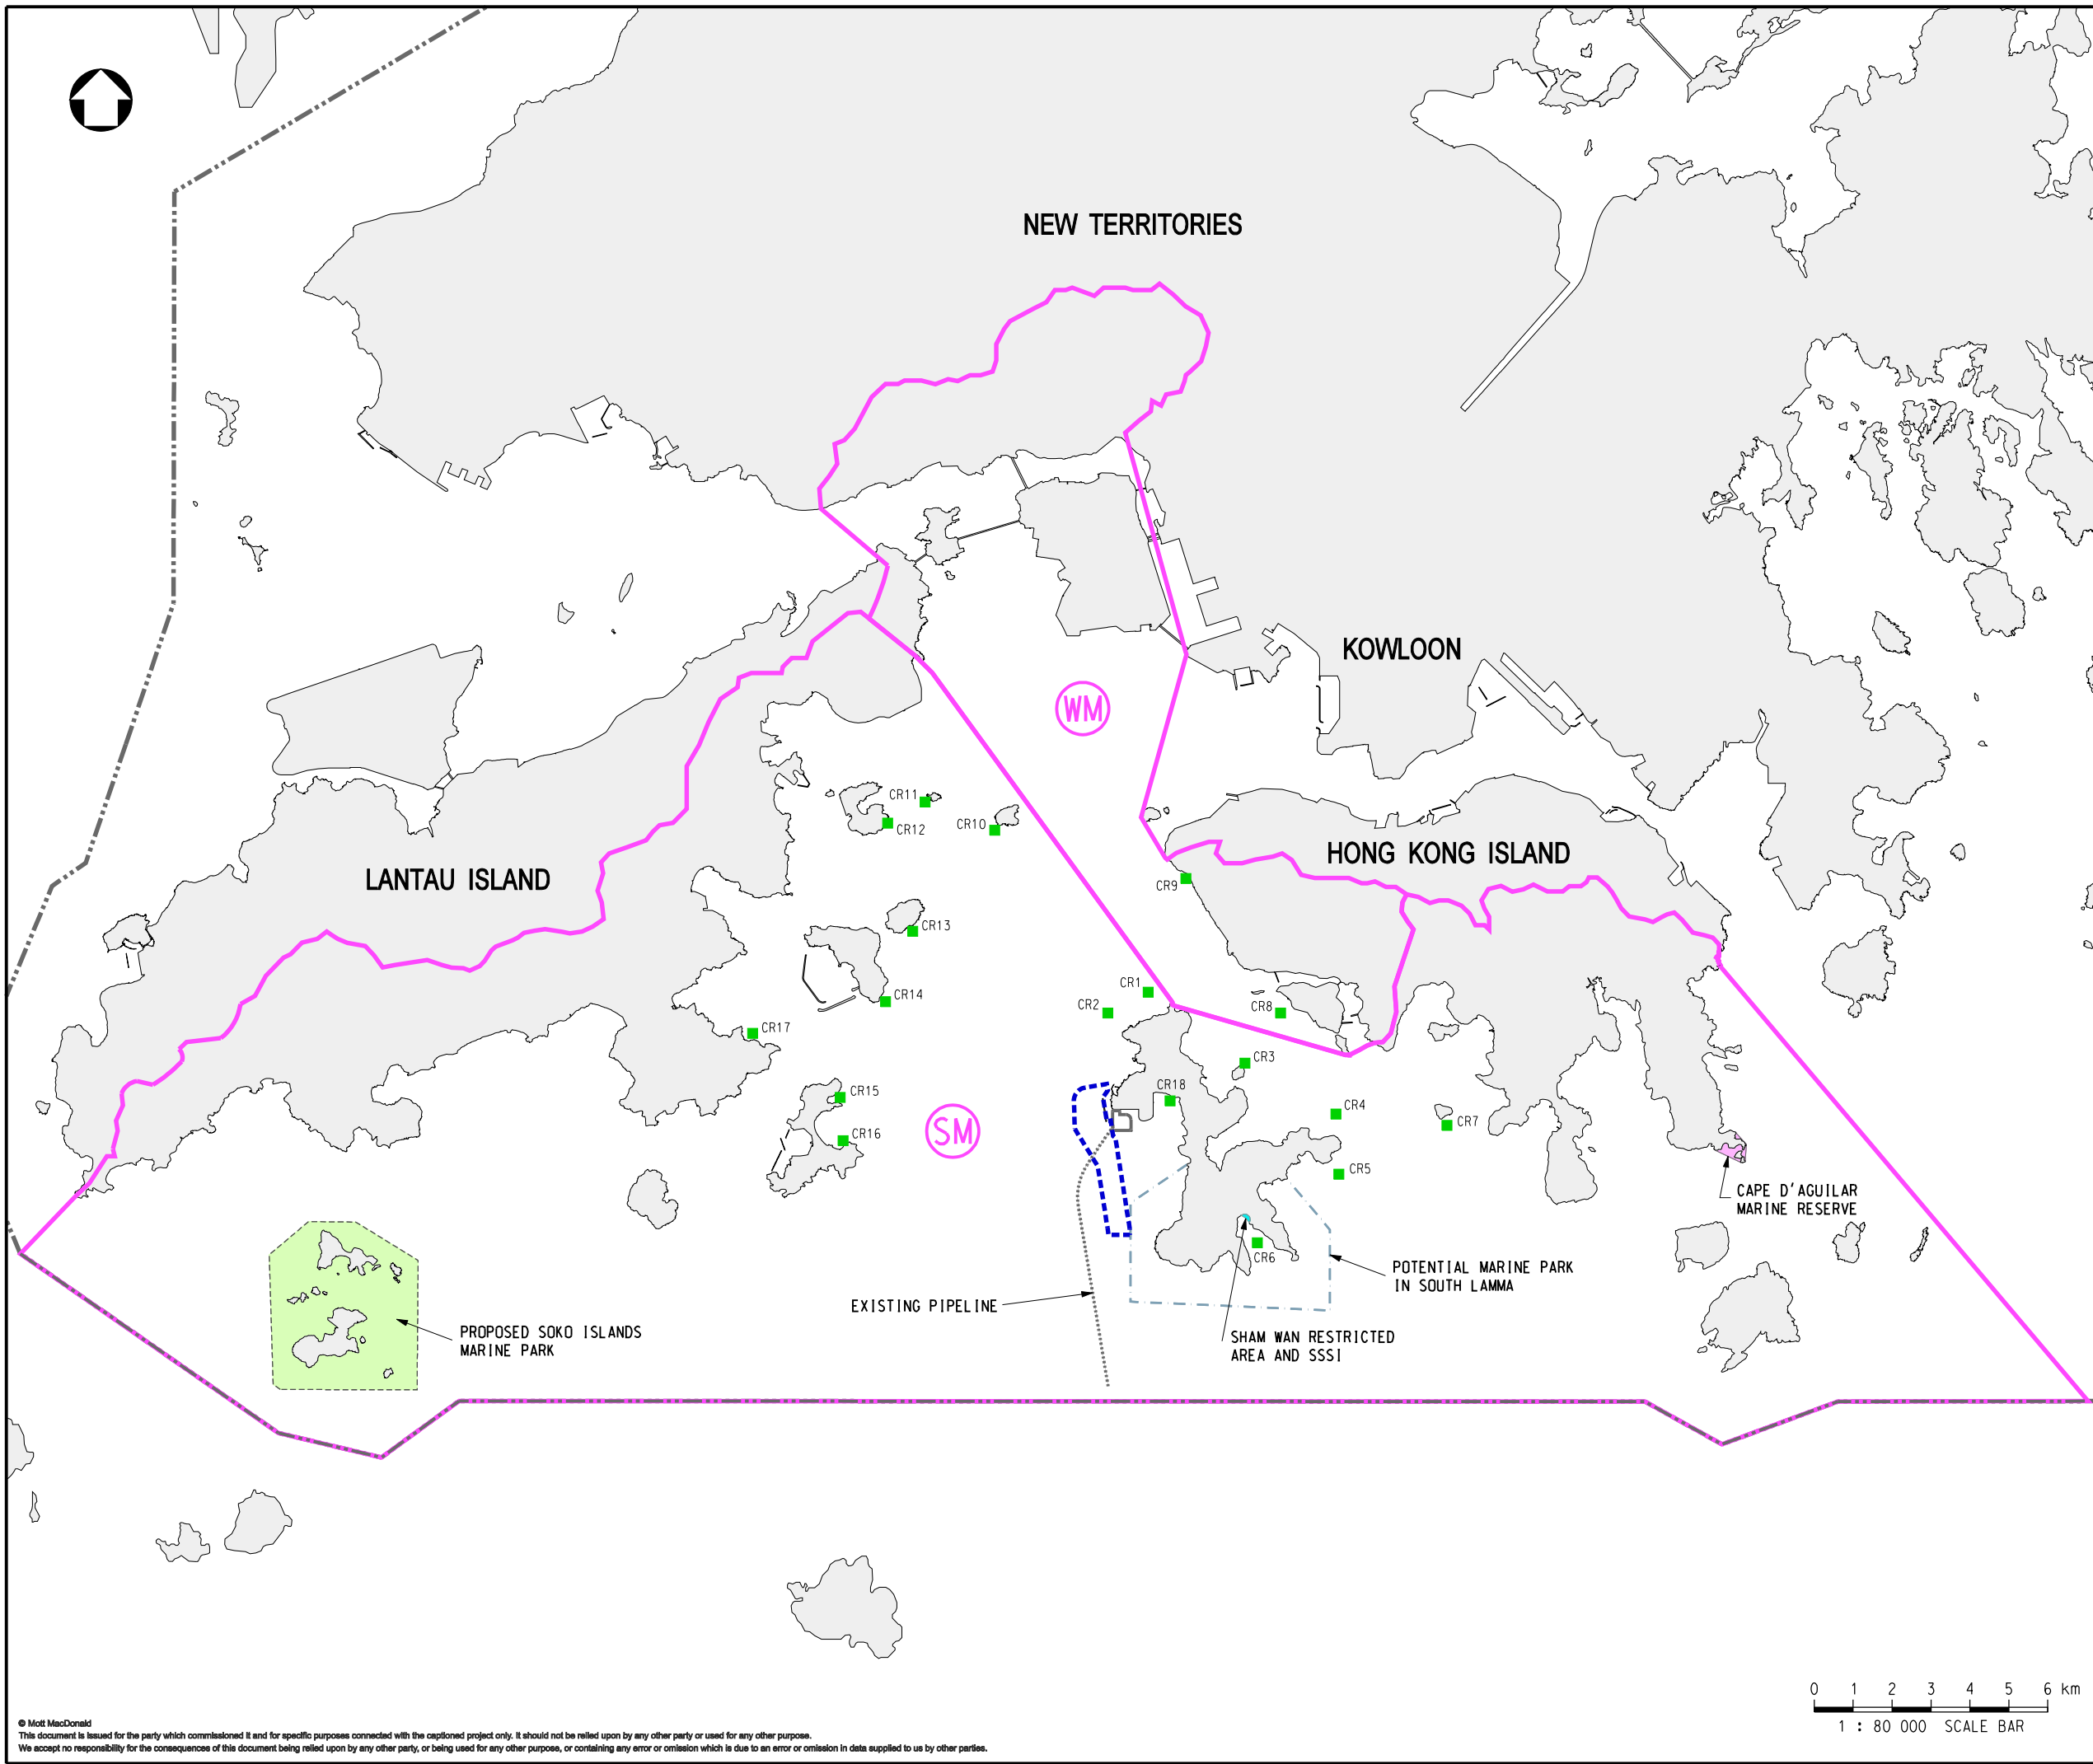 NEW TERRITORIES
KOWLOON
WM
CR11
CR12
CR10
HONG KONG ISLAND
LANTAU ISLAND
CR9
CR13
CR1
CR14
CR2
CR8
CR17
CR3
CR18
CR15
CR4
CR7
SM
CR16
CR5
CAPE D'AGUILAR
MARINE RESERVE
CR6
POTENTIAL MARINE PARK
IN SOUTH LAMMA
EXISTING PIPELINE
PROPOSED SOKO ISLANDS
MARINE PARK
SHAM WAN RESTRICTED
AREA AND SSSI
0 1 2 3 4 5 6 km
1 : 80 000 SCALE BAR
© Mott MacDonald
This document is issued for the party which commissioned it and for specific purposes connected with the captioned project only. It should not be relied upon by any other party or used for any other purpose.
We accept no responsibility for the consequences of this document being relied upon by any other party, or being used for any other purpose, or containing any error or omission which is due to an error or omission in data supplied to us by other parties.